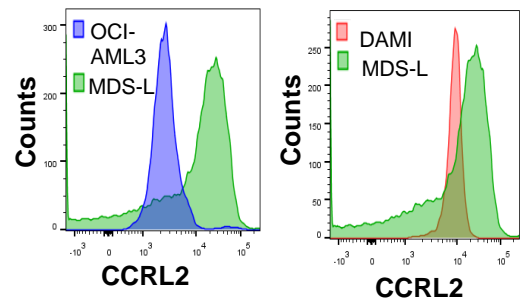 OCI-
AML3
MDS-L
Counts
300
200
100
0
-10³ 0 10³ 10⁴ 10⁵
CCRL2
DAMI
MDS-L
Counts
250
200
150
100
50
0
-10³ 0 10³ 10⁴ 10⁵
CCRL2